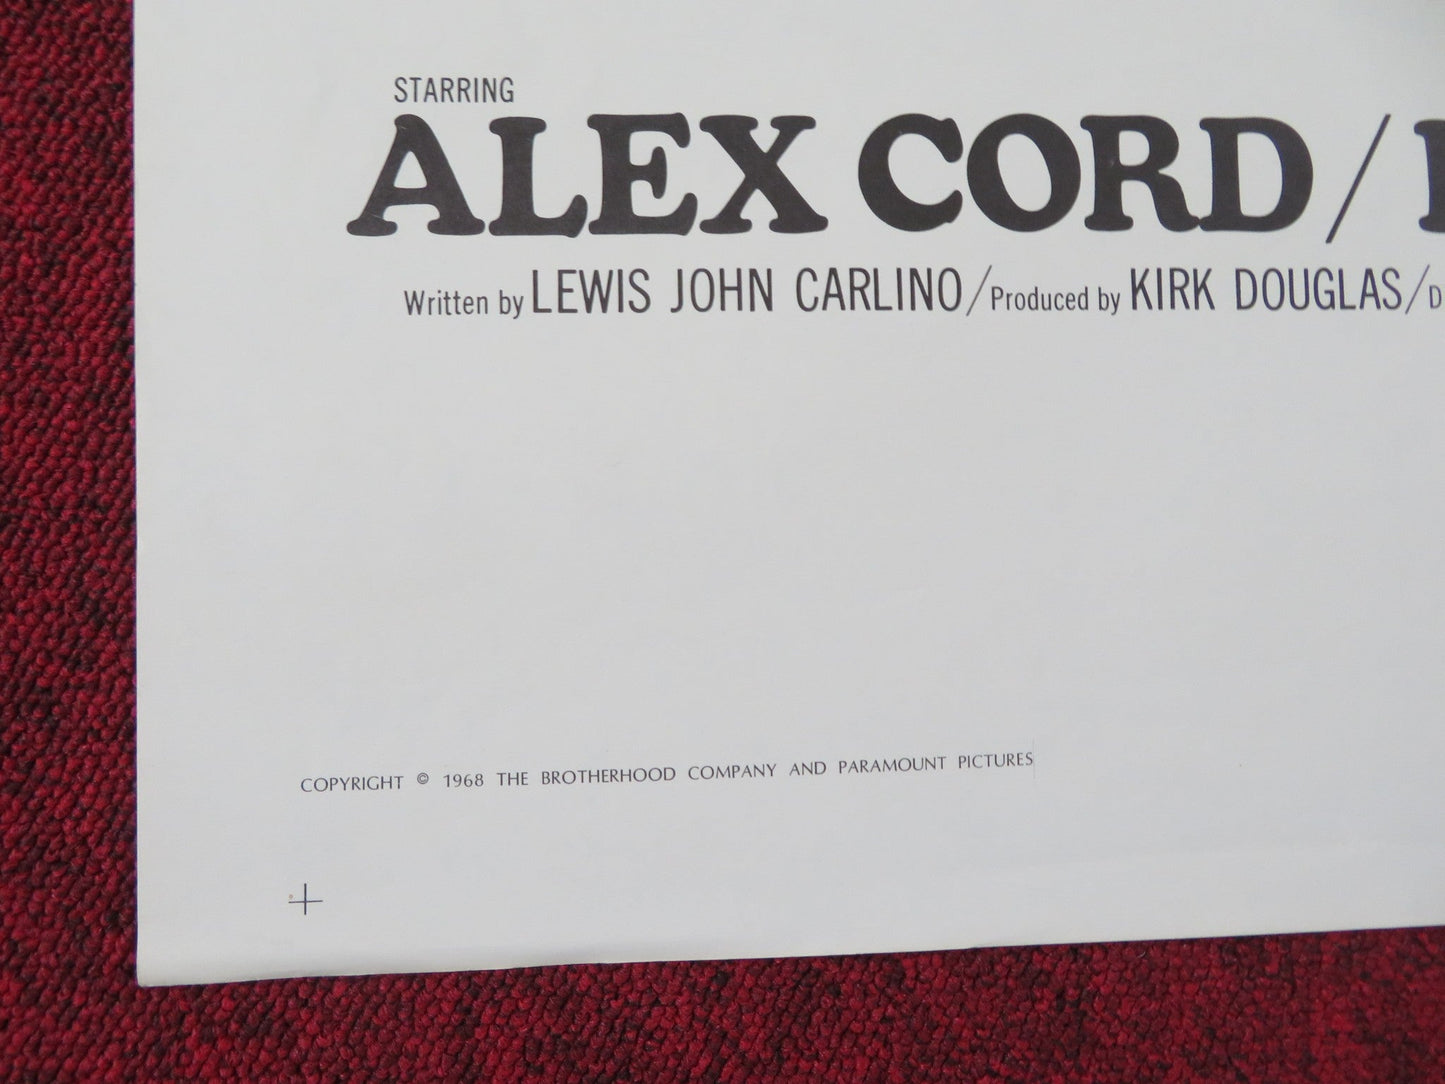 STARRING
ALEX CORD/
Written by LEWIS JOHN CARLINO/Produced by KIRK DOUGLAS/D
COPYRIGHT © 1968 THE BROTHERHOOD COMPANY AND PARAMOUNT PICTURES